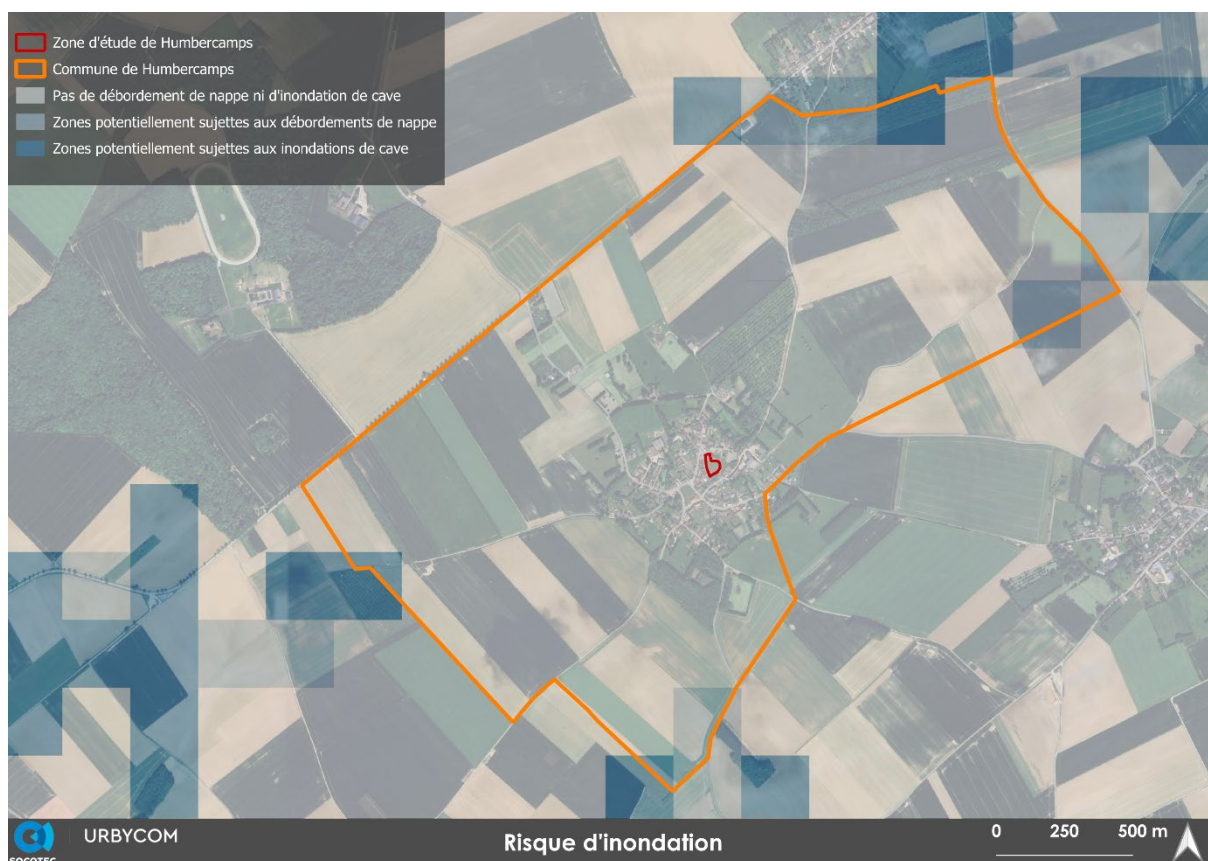 Zone d'étude de Humbercamps
Commune de Humbercamps
Pas de débordement de nappe ni d'inondation de cave
Zones potentiellement sujettes aux débordements de nappe
Zones potentiellement sujettes aux inondations de cave
URBYCOM
SOCOTEC
Risque d'inondation
0 250 500 m